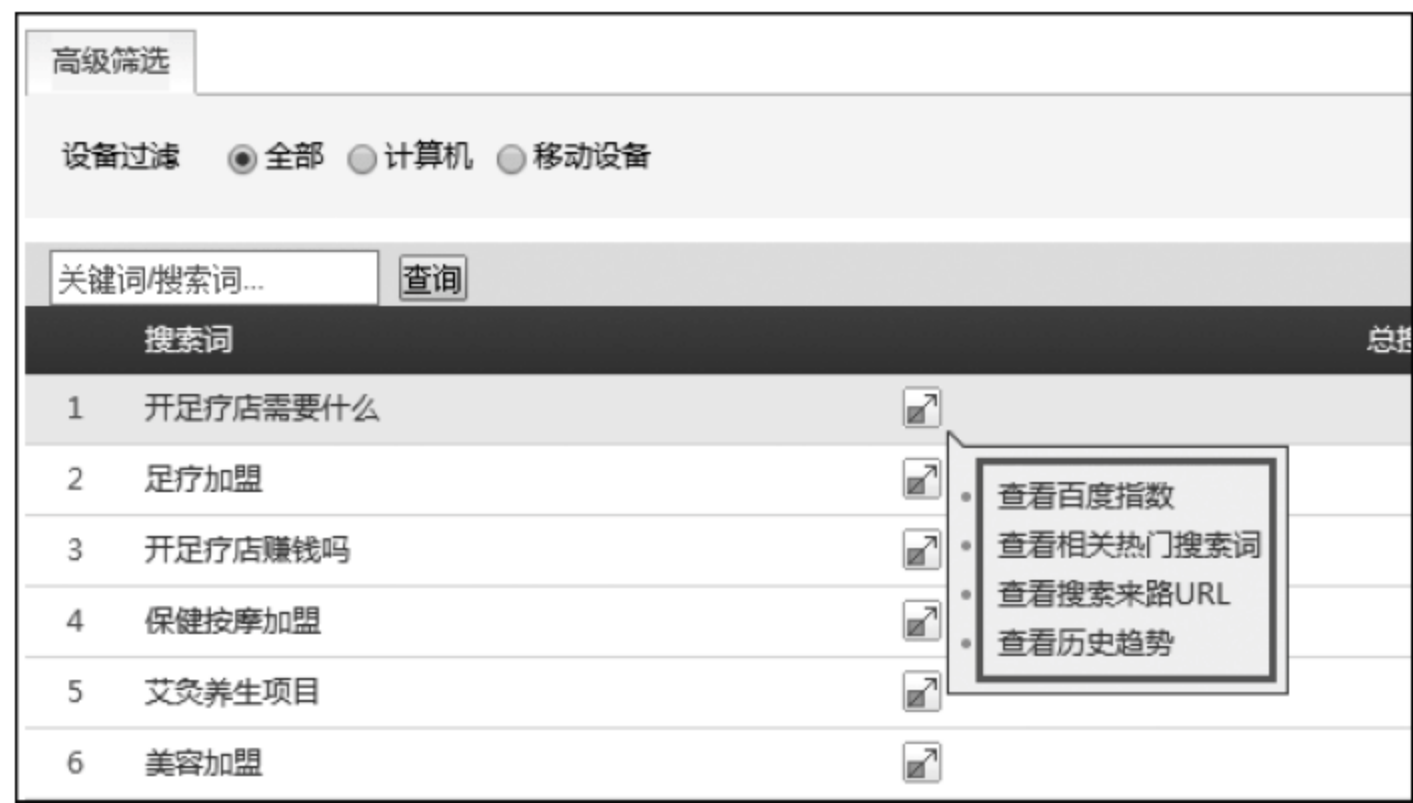 高级筛选
设备过滤 全部 计算机 移动设备
关键词/搜索词... 查询
搜索词 总搜
1 开足疗店需要什么
2 足疗加盟
3 开足疗店赚钱吗
4 保健按摩加盟
5 艾灸养生项目
6 美容加盟
查看百度指数
查看相关热门搜索词
查看搜索来路URL
查看历史趋势